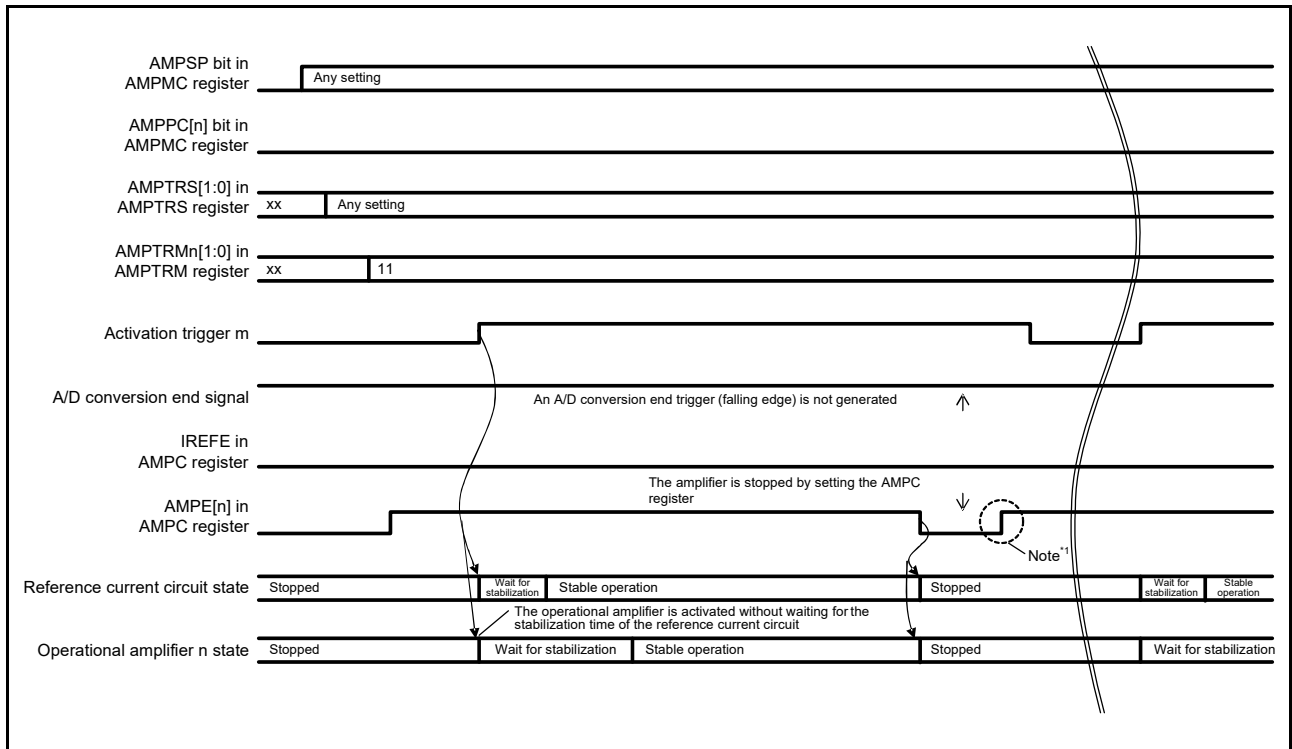 AMPSP bit in
AMPMC register
Any setting
AMPPC[n] bit in
AMPMC register
AMPTRS[1:0] in
AMPTRS register
xx
Any setting
AMPTRMn[1:0] in
AMPTRM register
xx
11
Activation trigger m
A/D conversion end signal
An A/D conversion end trigger (falling edge) is not generated
IREFE in
AMPC register
The amplifier is stopped by setting the AMPC
register
AMPE[n] in
AMPC register
Note*1
Reference current circuit state
Stopped
Wait for
stabilization
Stable operation
Stopped
Wait for
stabilization
Stable
operation
The operational amplifier is activated without waiting for the
stabilization time of the reference current circuit
Operational amplifier n state
Stopped
Wait for stabilization
Stable operation
Stopped
Wait for stabilization